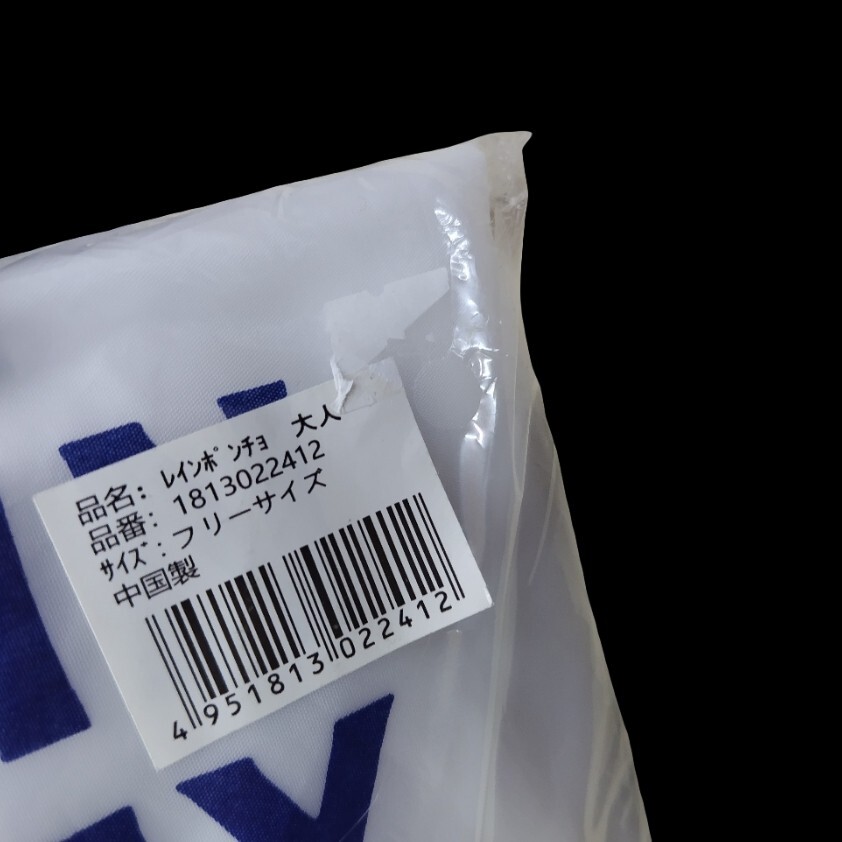 品名: ﾚｲﾝﾎﾟﾝﾁｮ 大人
品番: 1813022412
ｻｲｽﾞ: フリーサイズ
中国製
4951813022412